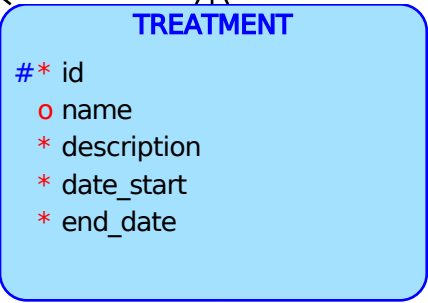 TREATMENT
#* id
o name
* description
* date_start
* end_date